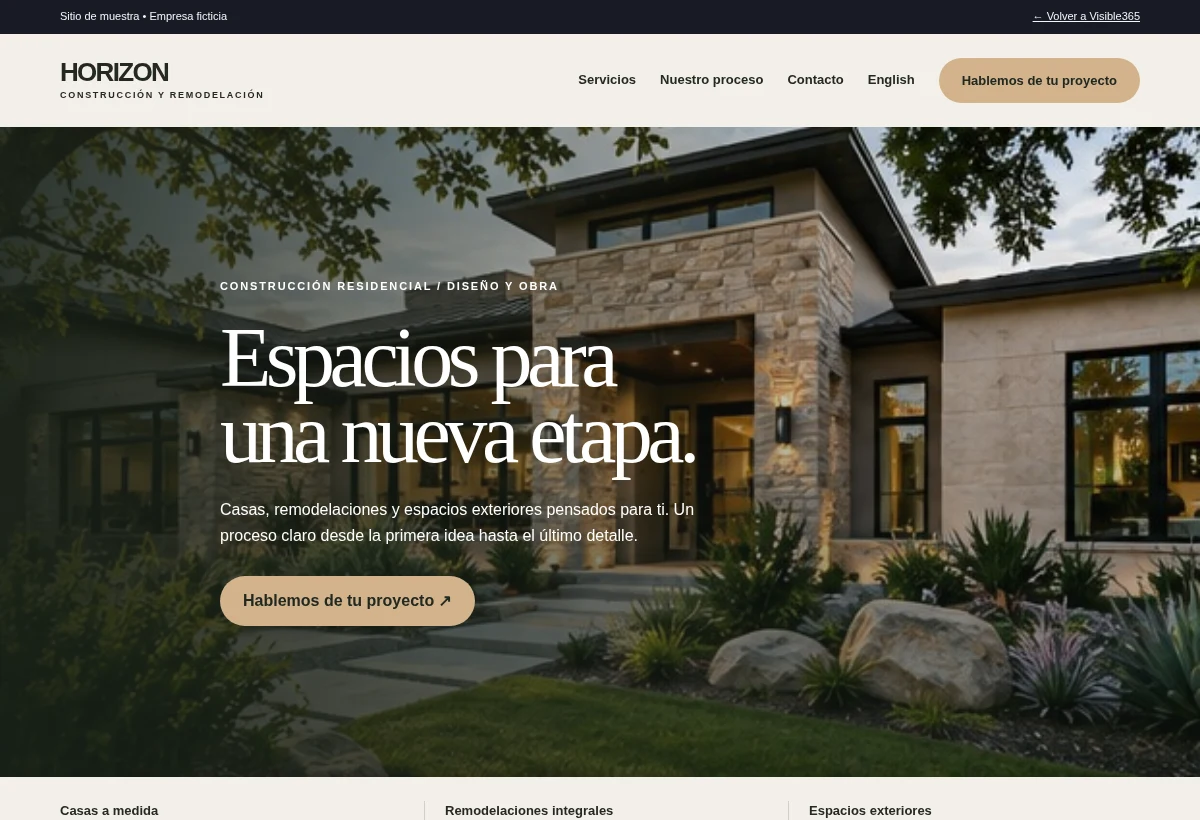 Sitio de muestra • Empresa ficticia
← Volver a Visible365
HORIZON
CONSTRUCCIÓN Y REMODELACIÓN
Servicios
Nuestro proceso
Contacto
English
Hablemos de tu proyecto
CONSTRUCCIÓN RESIDENCIAL / DISEÑO Y OBRA
Espacios para
una nueva etapa.
Casas, remodelaciones y espacios exteriores pensados para ti. Un
proceso claro desde la primera idea hasta el último detalle.
Hablemos de tu proyecto ↗
Casas a medida
Remodelaciones integrales
Espacios exteriores